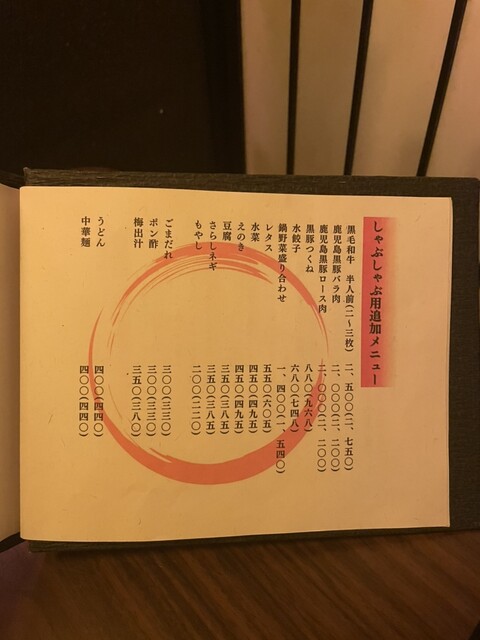 しゃぶしゃぶ用追加メニュー
黒毛和牛 半人前(二〜三枚) 二、五〇〇(二、七五〇)
鹿児島黒豚バラ肉 二、〇〇〇(二、二〇〇)
鹿児島黒豚ロース肉 二、〇〇〇(二、二〇〇)
黒豚つくね 八八〇(九六八)
水餃子 六八〇(七四八)
鍋野菜盛り合わせ 一、四〇〇(一、五四〇)
レタス 五五〇(六〇五)
水菜 四五〇(四九五)
えのき 四五〇(四九五)
豆腐 三五〇(三八五)
さらしネギ 三五〇(三八五)
もやし 二〇〇(二二〇)
ごまだれ 三〇〇(三三〇)
ポン酢 三〇〇(三三〇)
梅出汁 三五〇(三八〇)
うどん 四〇〇(四四〇)
中華麺 四〇〇(四四〇)